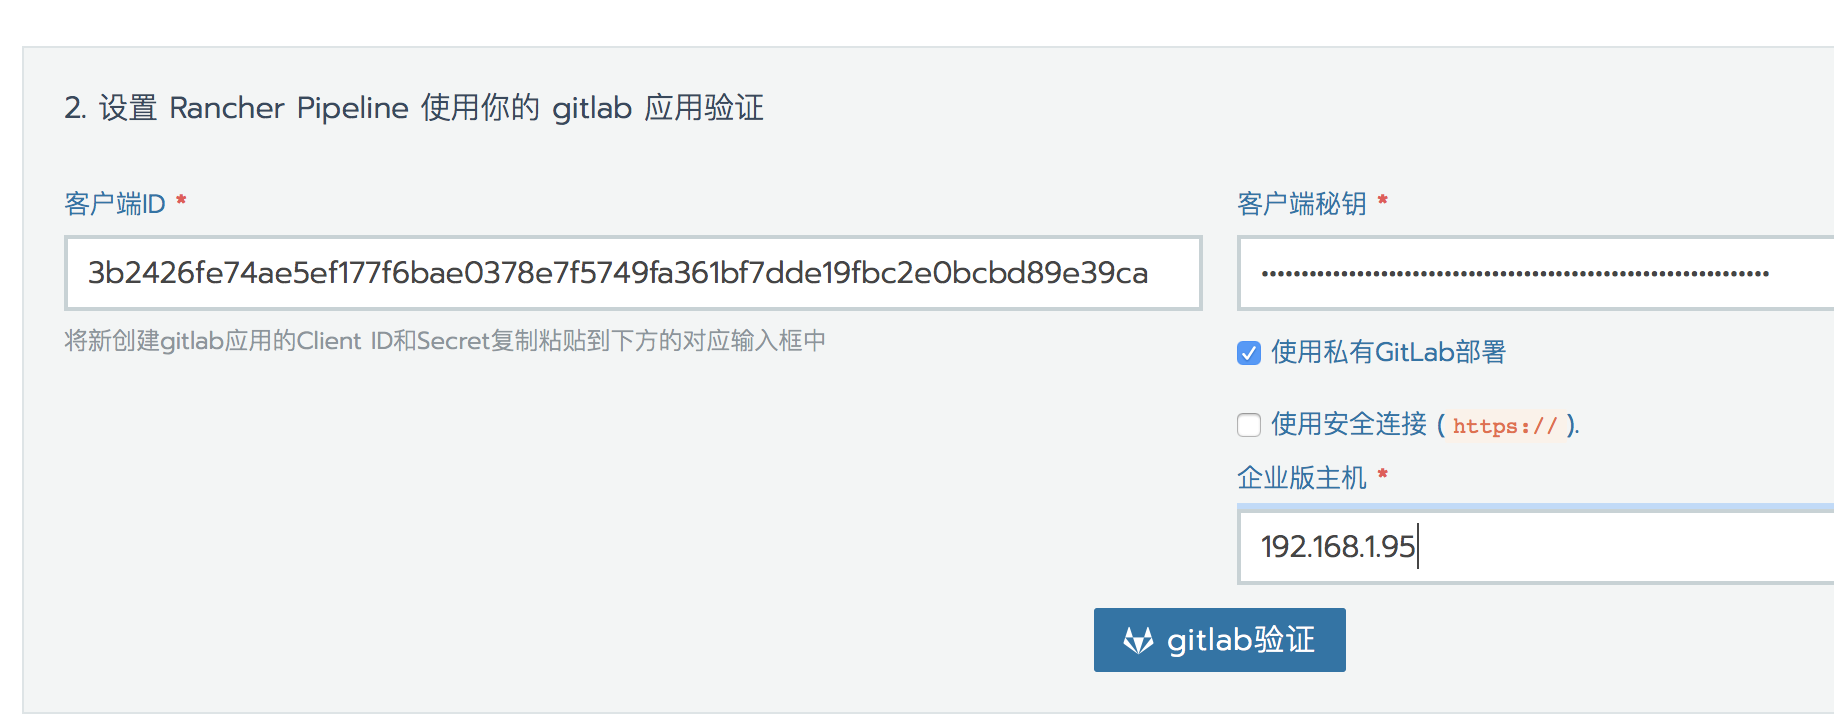 2. 设置 Rancher Pipeline 使用你的 gitlab 应用验证
客户端ID *
3b2426fe74ae5ef177f6bae0378e7f5749fa361bf7dde19fbc2e0bcbd89e39ca
将新创建gitlab应用的Client ID和Secret复制粘贴到下方的对应输入框中
客户端秘钥 *
使用私有GitLab部署
使用安全连接 ( https:// ).
企业版主机 *
192.168.1.95
gitlab验证